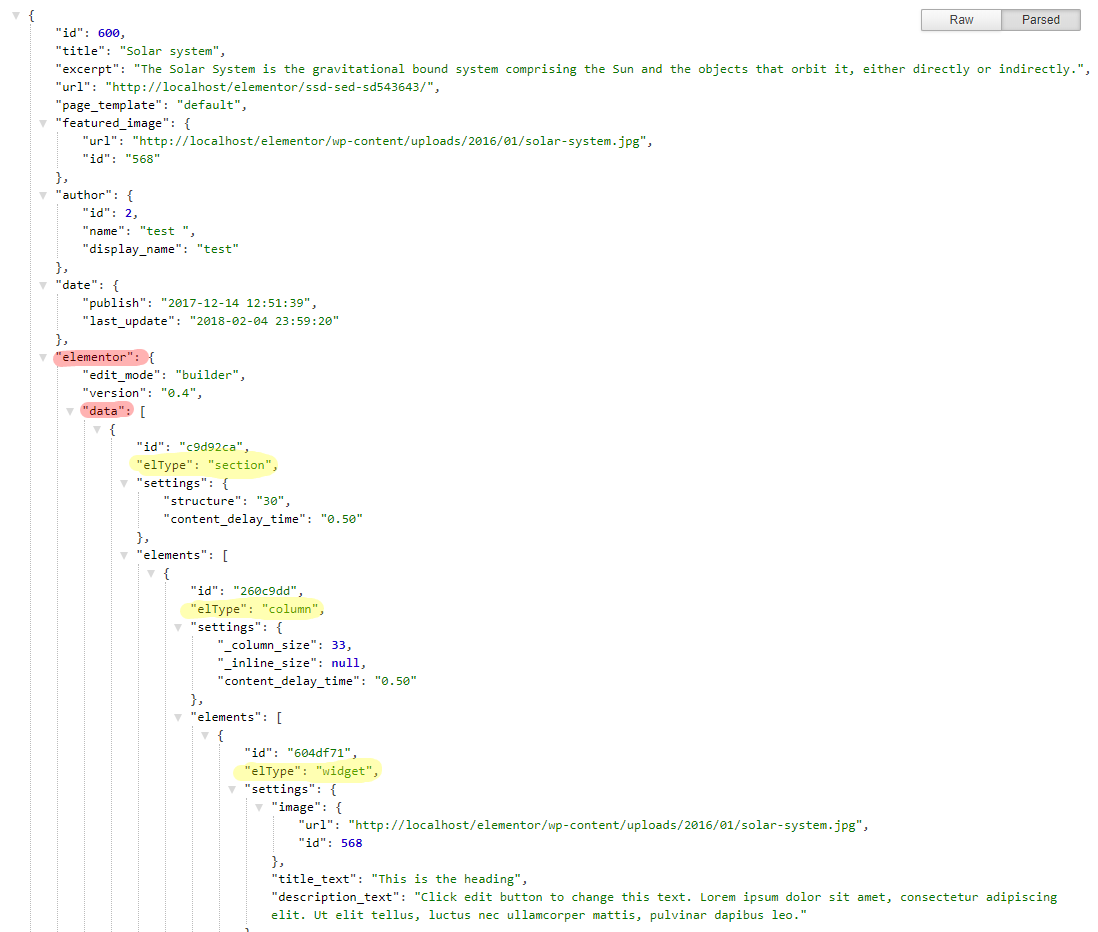 Raw Parsed
{
"id": 600,
"title": "Solar system",
"excerpt": "The Solar System is the gravitational bound system comprising the Sun and the objects that orbit it, either directly or indirectly.",
"url": "http://localhost/elementor/ssd-sed-sd543643/",
"page_template": "default",
"featured_image": {
"url": "http://localhost/elementor/wp-content/uploads/2016/01/solar-system.jpg",
"id": "568"
},
"author": {
"id": 2,
"name": "test ",
"display_name": "test"
},
"date": {
"publish": "2017-12-14 12:51:39",
"last_update": "2018-02-04 23:59:20"
},
"elementor": {
"edit_mode": "builder",
"version": "0.4",
"data": [
{
"id": "c9d92ca",
"elType": "section",
"settings": {
"structure": "30",
"content_delay_time": "0.50"
},
"elements": [
{
"id": "260c9dd",
"elType": "column",
"settings": {
"_column_size": 33,
"_inline_size": null,
"content_delay_time": "0.50"
},
"elements": [
{
"id": "604df71",
"elType": "widget",
"settings": {
"image": {
"url": "http://localhost/elementor/wp-content/uploads/2016/01/solar-system.jpg",
"id": 568
},
"title_text": "This is the heading",
"description_text": "Click edit button to change this text. Lorem ipsum dolor sit amet, consectetur adipiscing
elit. Ut elit tellus, luctus nec ullamcorper mattis, pulvinar dapibus leo."